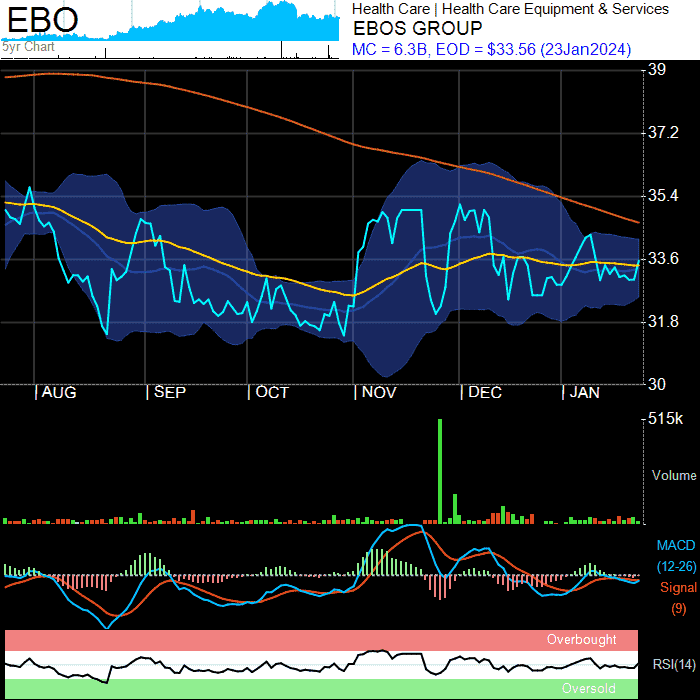 EBO
5yr Chart
Health Care | Health Care Equipment & Services
EBOS GROUP
MC = 6.3B, EOD = $33.56 (23Jan2024)
39
37.2
35.4
33.6
31.8
30
| AUG | SEP | OCT | NOV | DEC | JAN
515k
Volume
MACD
(12-26)
Signal
(9)
Overbought
RSI(14)
Oversold